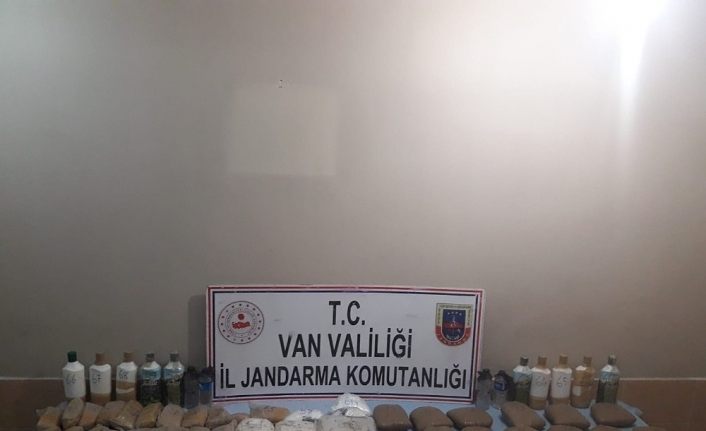 T.C.
VAN VALİLİĞİ
İL JANDARMA KOMUTANLIĞI